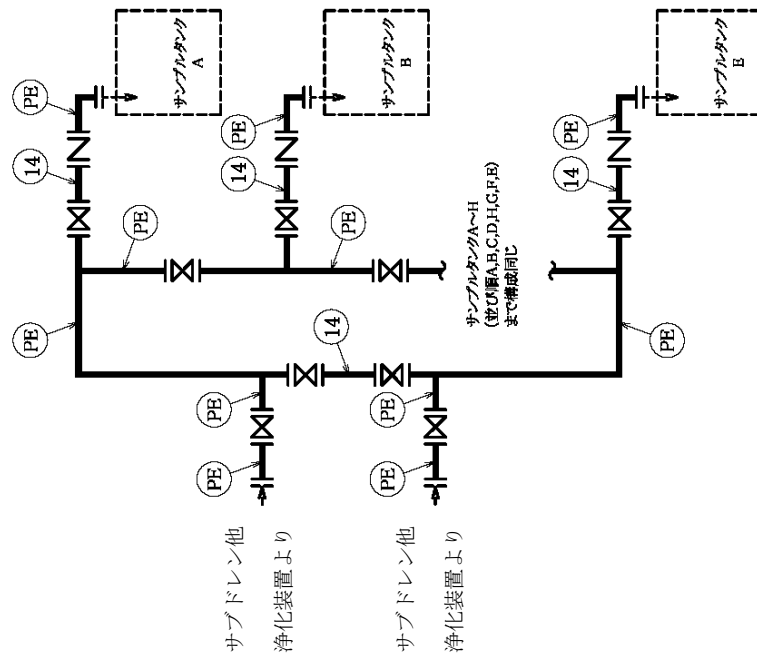 PE
14
PE
PE
PE
サンプルタンク
A
サブドレン他
浄化装置より
PE
PE
14
PE
14
PE
サンプルタンク
B
サブドレン他
浄化装置より
PE
PE
サンプルタンクA～H
(並び順A,B,C,D,H,G,F,E)
まで構成同じ
14
PE
PE
サンプルタンク
E